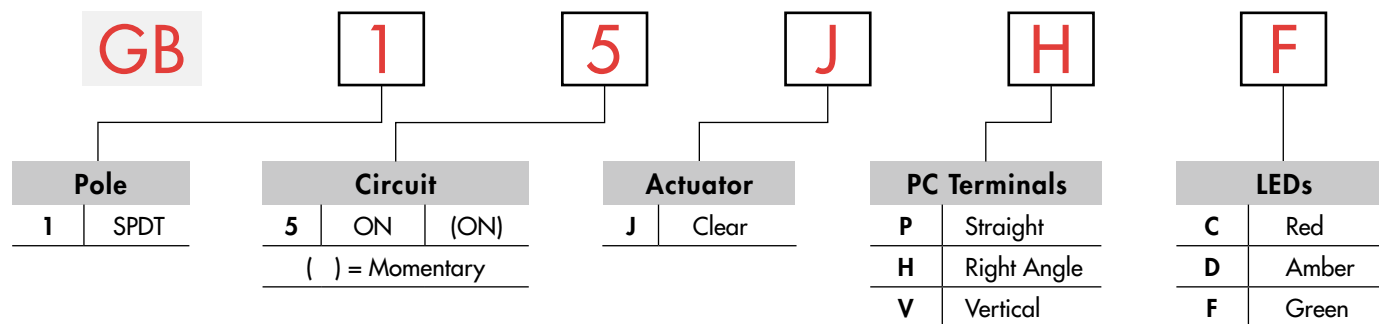 GB 1 5 J H F
Pole Circuit Actuator PC Terminals LEDs
1 SPDT 5 ON (ON) J Clear P Straight C Red
( ) = Momentary H Right Angle D Amber
V Vertical F Green